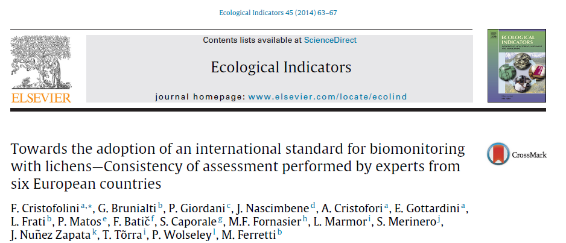 Ecological Indicators 45 (2014) 63–67
Contents lists available at ScienceDirect
Ecological Indicators
journal homepage: www.elsevier.com/locate/ecolind
ELSEVIER
ECOLOGICAL
INDICATORS
CrossMark
Towards the adoption of an international standard for biomonitoring
with lichens—Consistency of assessment performed by experts from
six European countries
F. Cristofolini a,*, G. Brunialti b, P. Giordani c, J. Nascimbene d, A. Cristofori a, E. Gottardini a,
L. Frati b, P. Matos e, F. Batič f, S. Caporale g, M.F. Fornasier h, L. Marmor i, S. Merinero j,
J. Nuñez Zapata k, T. Tõrra i, P. Wolseley l, M. Ferretti b